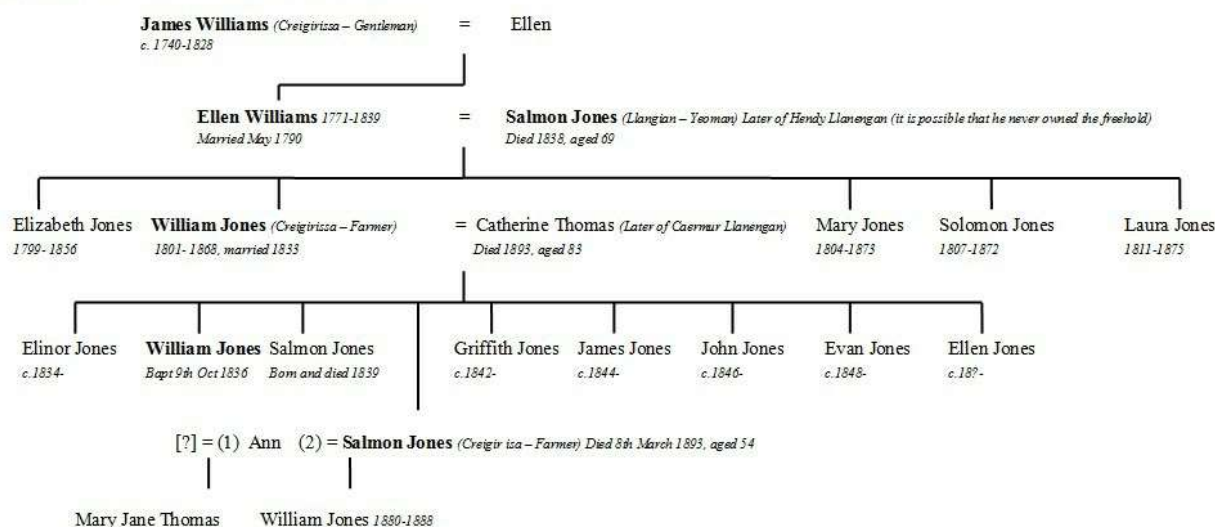 James Williams (Creigirissa – Gentleman) = Ellen
c. 1740-1828
Ellen Williams 1771-1839 = Salmon Jones (Llangian – Yeoman) Later of Hendy Llanengan (it is possible that he never owned the freehold)
Married May 1790 Died 1838, aged 69
Elizabeth Jones William Jones (Creigirissa – Farmer) = Catherine Thomas (Later of Caermur Llanengan) Mary Jones Solomon Jones Laura Jones
1799- 1856 1801- 1868, married 1833 Died 1893, aged 83 1804-1873 1807-1872 1811-1875
Elinor Jones William Jones Salmon Jones Griffith Jones James Jones John Jones Evan Jones Ellen Jones
c.1834- Bapt 9th Oct 1836 Born and died 1839 c.1842- c.1844- c.1846- c.1848- c.18?-
[?] = (1) Ann (2) = Salmon Jones (Creigir isa – Farmer) Died 8th March 1893, aged 54
Mary Jane Thomas William Jones 1880-1888